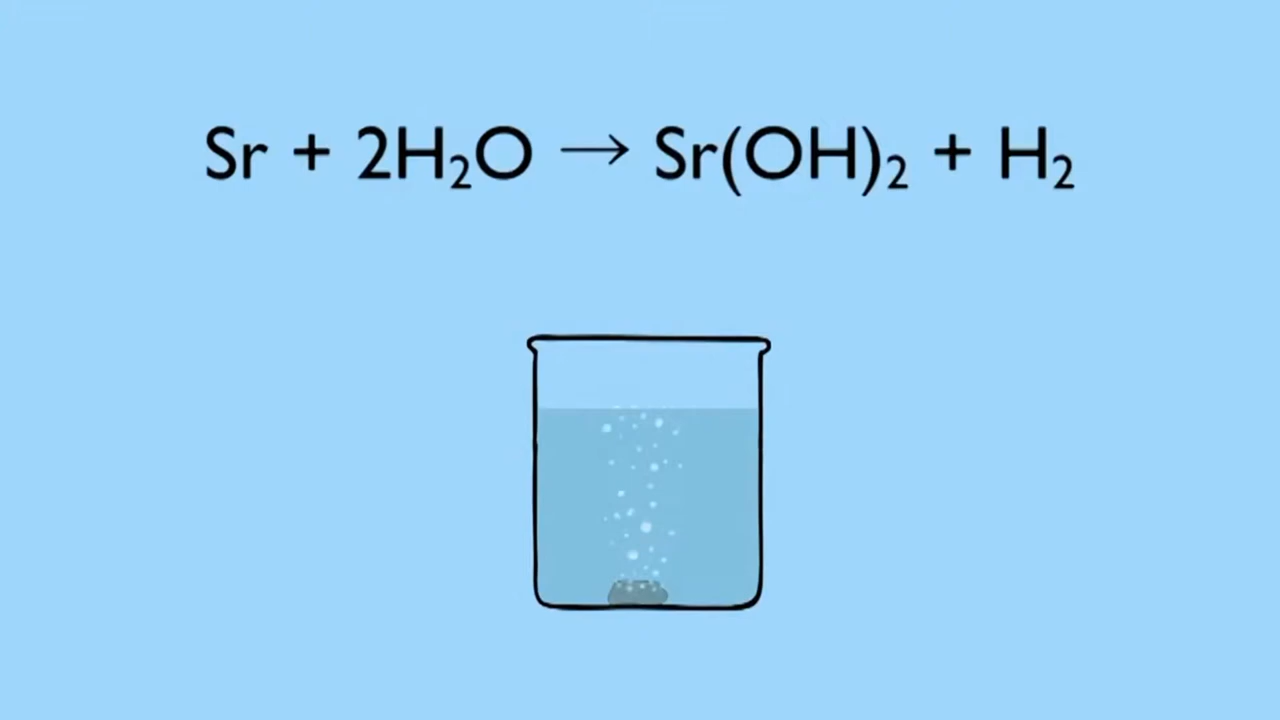 Sr + 2H₂O → Sr(OH)₂ + H₂